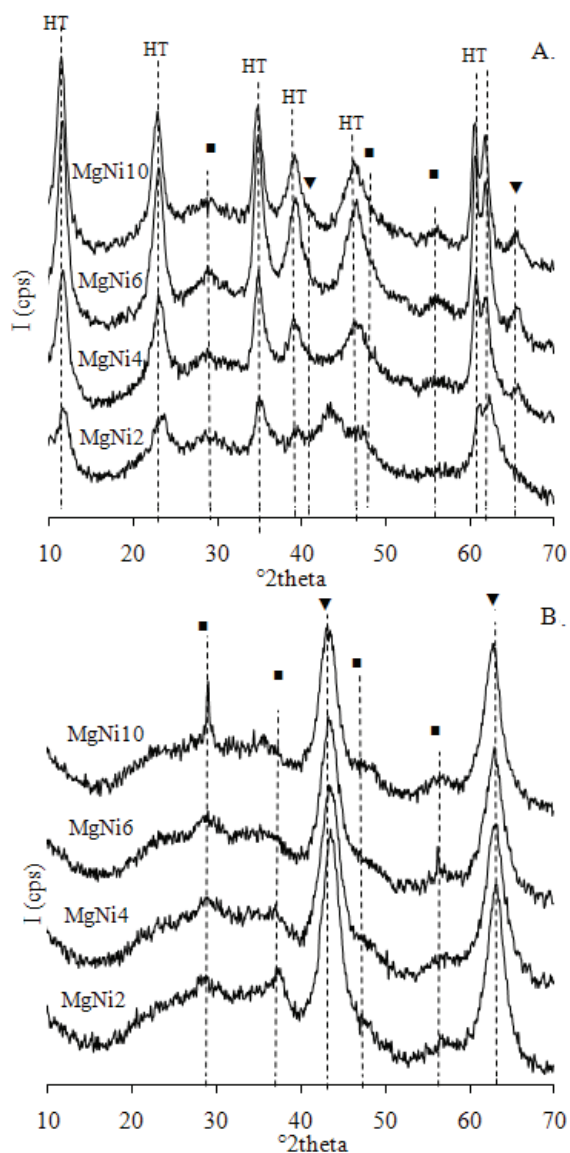 HT
HT
HT
HT
HT
HT
A.
■
▼
■
■
▼
MgNi10
MgNi6
MgNi4
MgNi2
I (cps)
10 20 30 40 50 60 70
°2theta
B.
■
■
▼
■
■
▼
MgNi10
MgNi6
MgNi4
MgNi2
I (cps)
10 20 30 40 50 60 70
°2theta